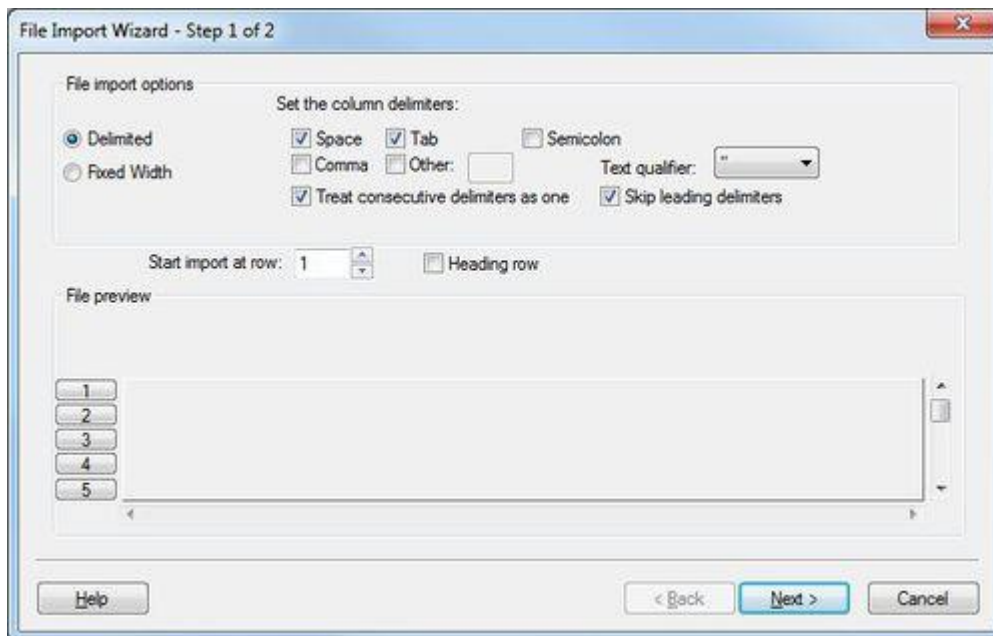 File Import Wizard - Step 1 of 2
File import options
Set the column delimiters:
Delimited
Space Tab Semicolon
Fixed Width
Comma Other: Text qualifier: "
Treat consecutive delimiters as one Skip leading delimiters
Start import at row: 1 Heading row
File preview
1
2
3
4
5
Help < Back Next > Cancel